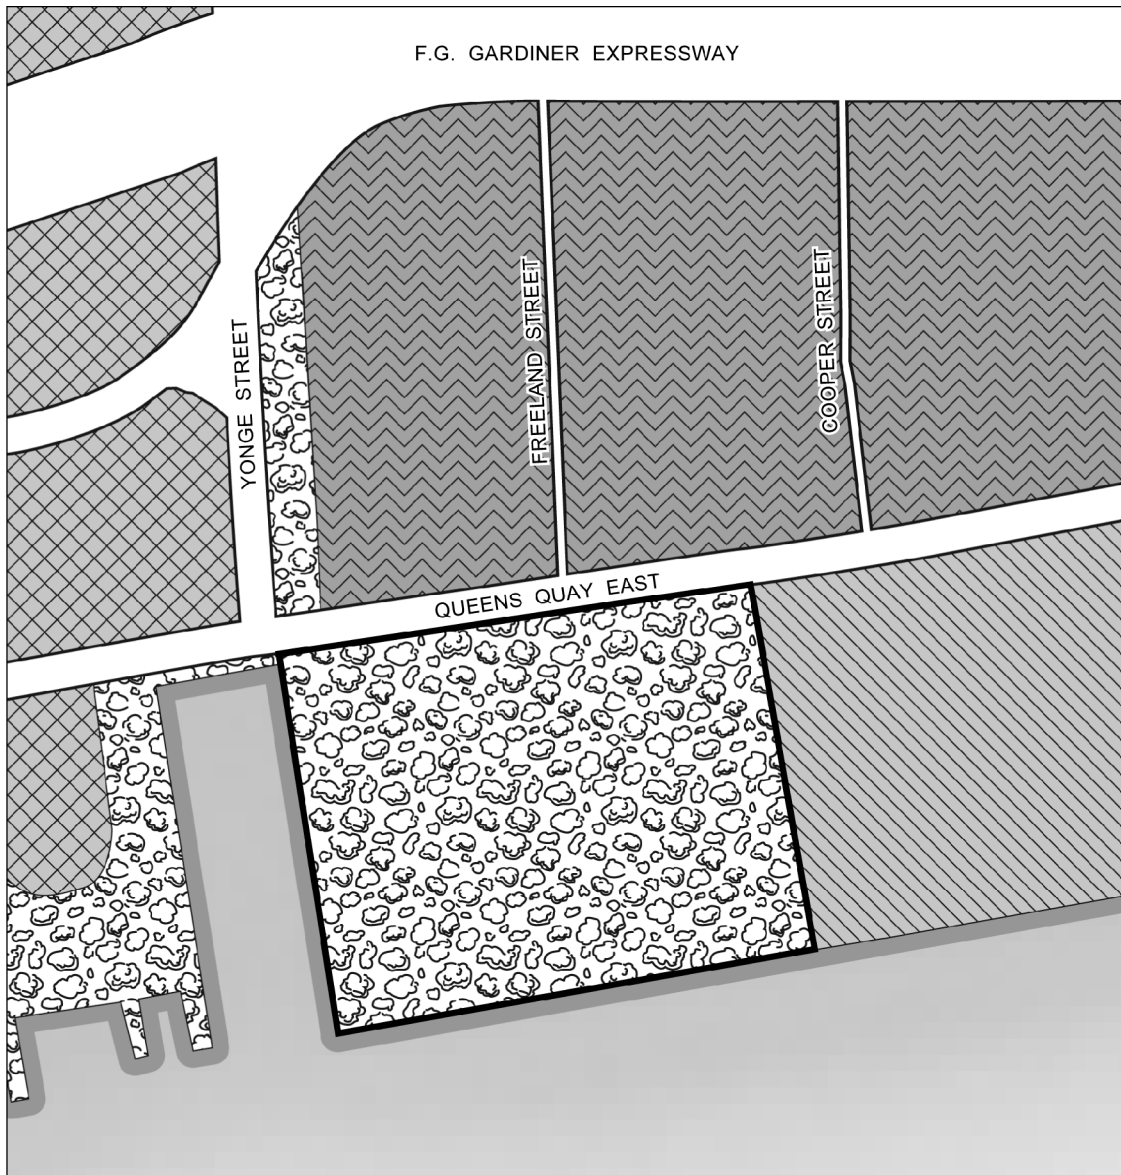 F.G. GARDINER EXPRESSWAY
YONGE STREET
FREELAND STREET
COOPER STREET
QUEENS QUAY EAST